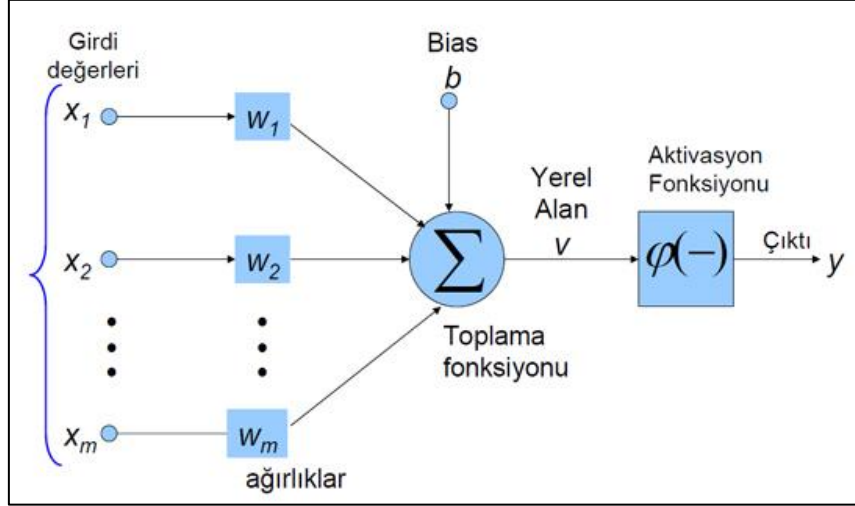 Girdi
değerleri
x₁
w₁
x₂
w₂
xₘ
wₘ
ağırlıklar
Bias
b
∑
Toplama
fonksiyonu
Yerel
Alan
v
Aktivasyon
Fonksiyonu
φ(−)
Çıktı
y